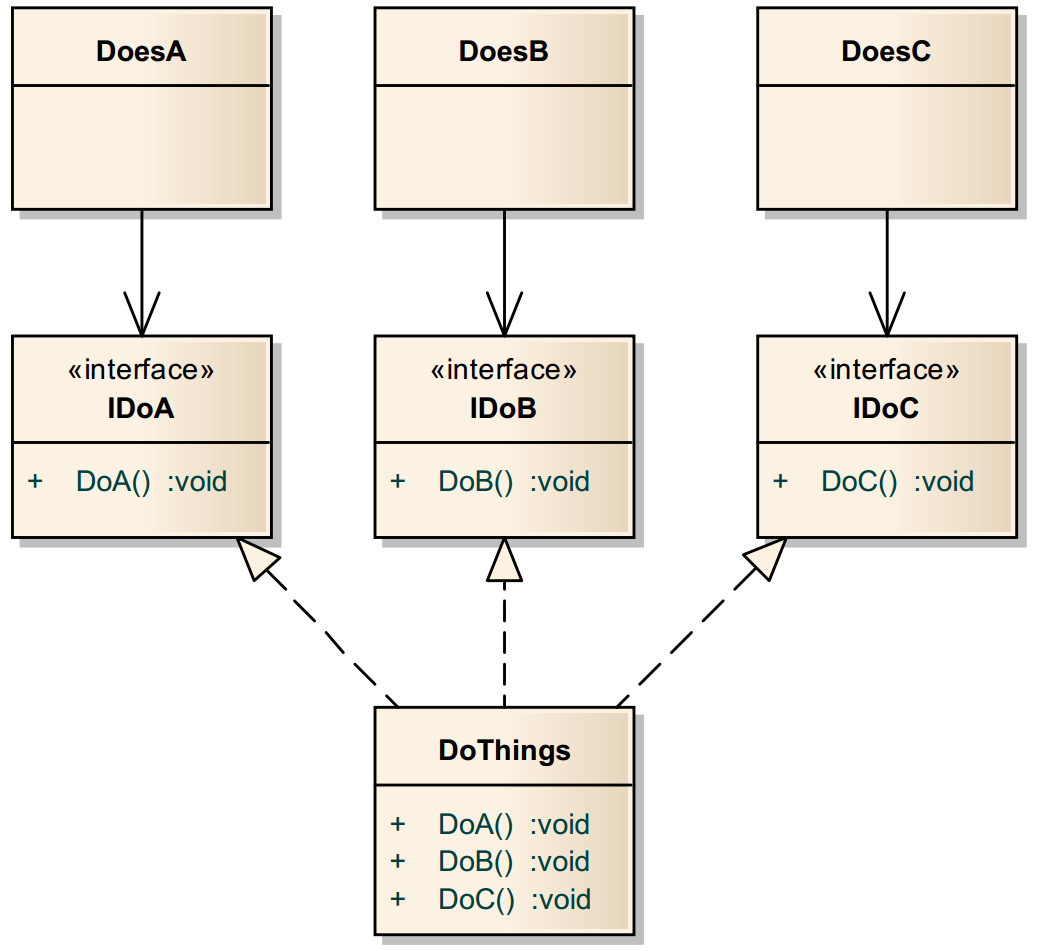 DoesA
DoesB
DoesC
«interface»
IDoA
+ DoA() :void
«interface»
IDoB
+ DoB() :void
«interface»
IDoC
+ DoC() :void
DoThings
+ DoA() :void
+ DoB() :void
+ DoC() :void